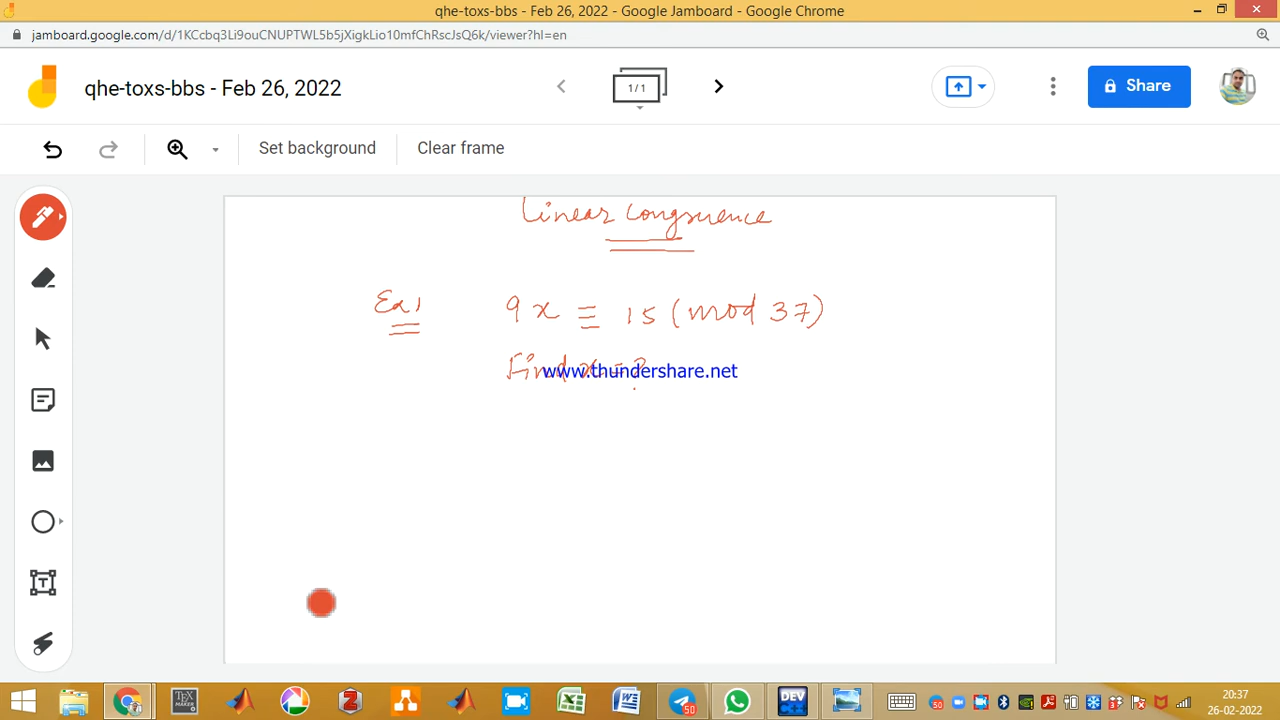 qhe-toxs-bbs - Feb 26, 2022 - Google Jamboard - Google Chrome
jamboard.google.com/d/1KCcbq3Li9ouCNUPTWL5b5jXigkLio10mfChRscJsQ6k/viewer?hl=en
qhe-toxs-bbs - Feb 26, 2022
1/1
Share
Set background
Clear frame
Linear Congruence
Ex1
9x ≡ 15 (mod 37)
Find x = ?
www.thundershare.net
20:37
26-02-2022